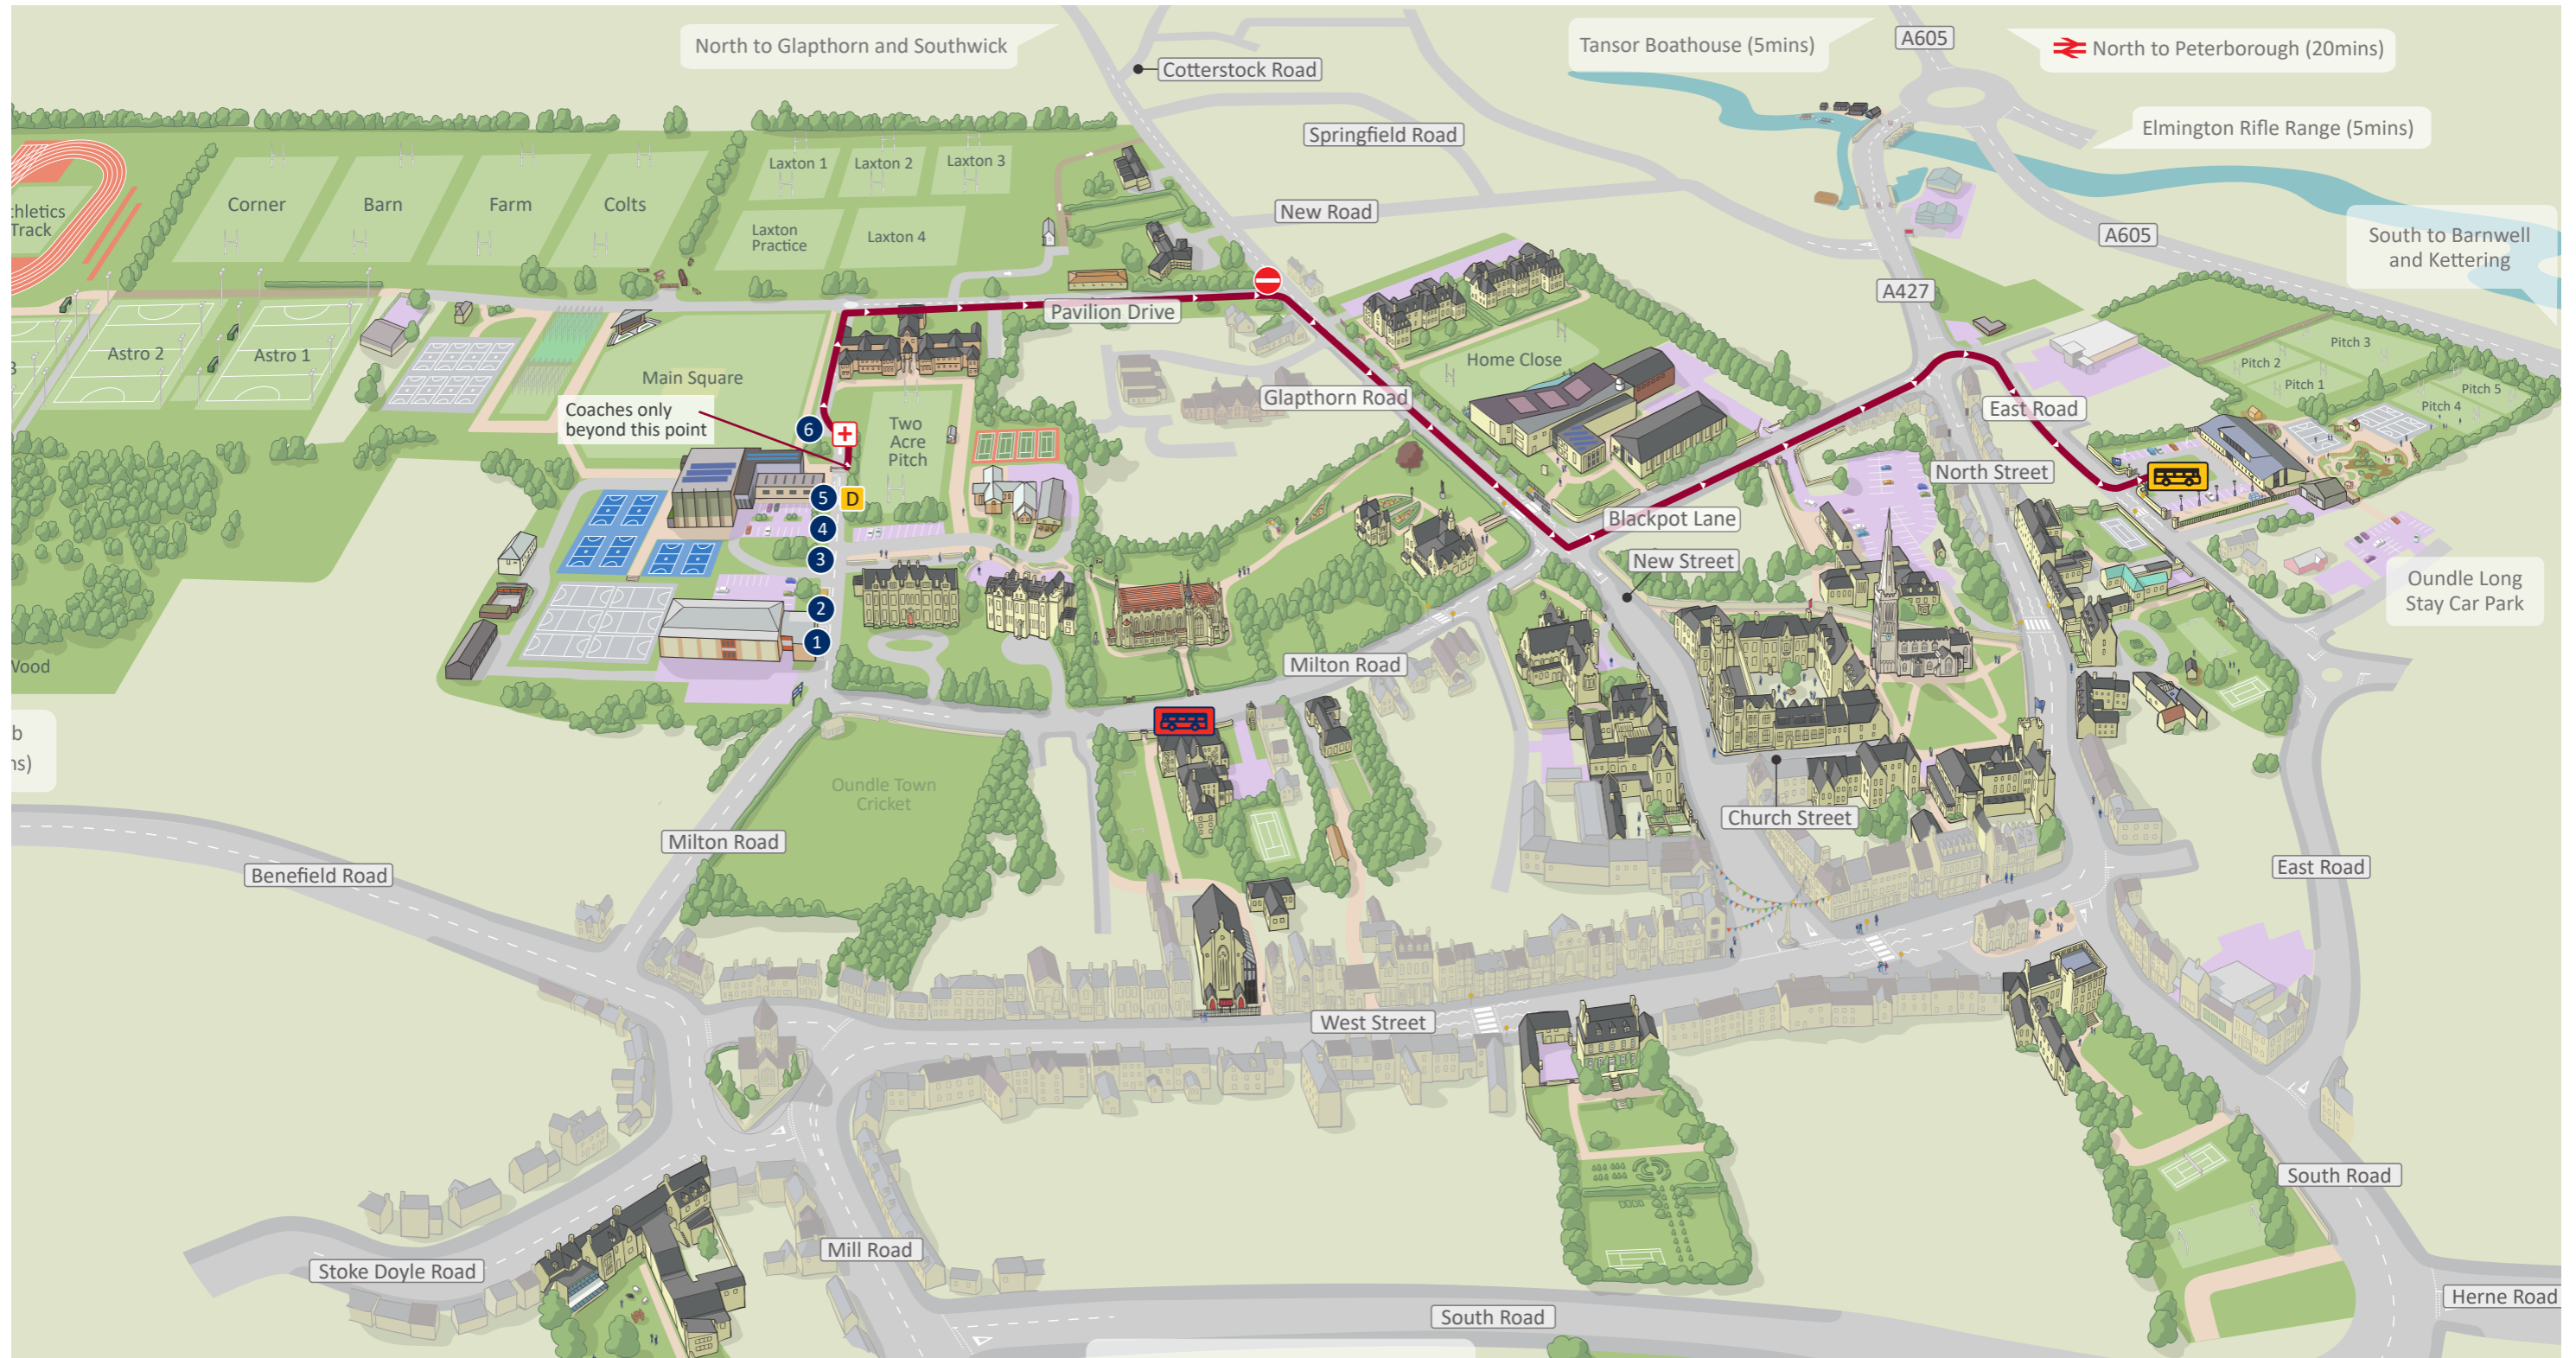 North to Glapthorn and Southwick
Cotterstock Road
Tansor Boathouse (5mins)
A605
North to Peterborough (20mins)
Springfield Road
Elmington Rifle Range (5mins)
Laxton 1
Laxton 2
Laxton 3
Corner
Barn
Farm
Colts
thletics
Track
New Road
Laxton
Practice
Laxton 4
A605
South to Barnwell
and Kettering
A427
Pavilion Drive
3
Astro 2
Astro 1
Main Square
Home Close
Pitch 3
Pitch 2
Pitch 1
Pitch 5
Pitch 4
Coaches only
beyond this point
Glapthorn Road
East Road
6
Two
Acre
Pitch
North Street
5
D
4
3
2
1
Blackpot Lane
New Street
Oundle Long
Stay Car Park
Wood
Milton Road
b
ns)
Oundle Town
Cricket
Church Street
Milton Road
Benefield Road
East Road
West Street
South Road
Mill Road
Stoke Doyle Road
South Road
Herne Road